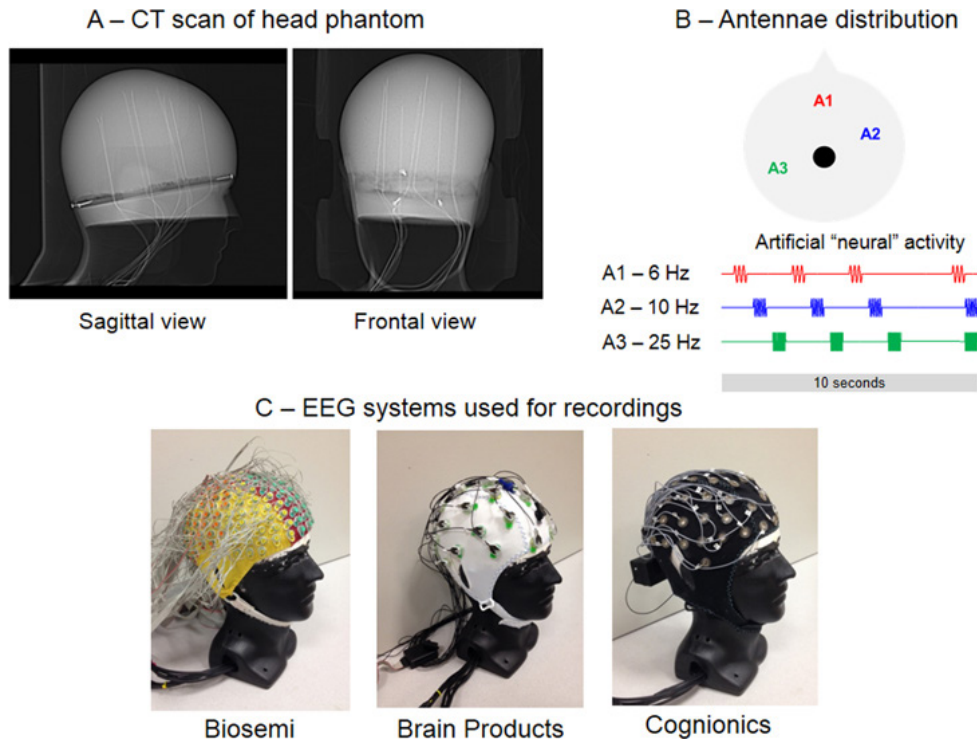 A – CT scan of head phantom
Sagittal view
Frontal view
B – Antennae distribution
A1
A2
A3
Artificial “neural” activity
A1 – 6 Hz
A2 – 10 Hz
A3 – 25 Hz
10 seconds
C – EEG systems used for recordings
Biosemi
Brain Products
Cognionics